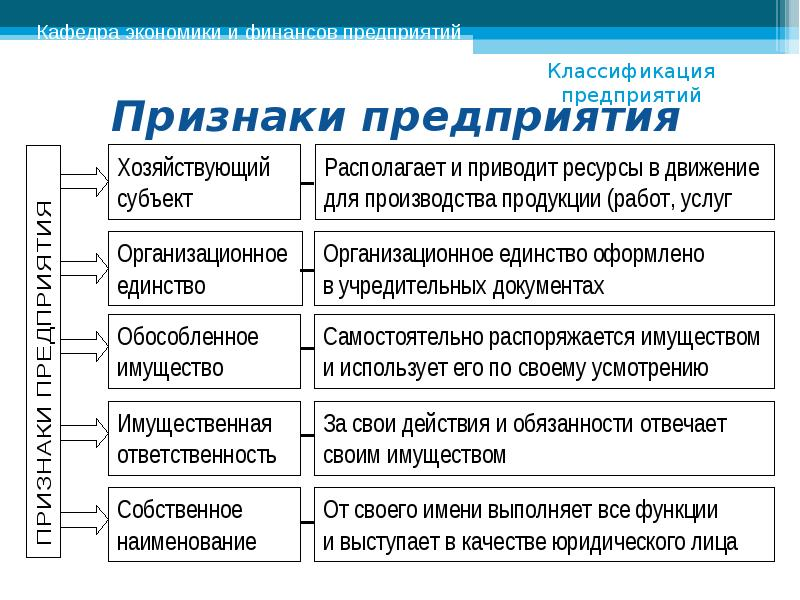 Кафедра экономики и финансов предприятий
Классификация
предприятий
Признаки предприятия
ПРИЗНАКИ ПРЕДПРИЯТИЯ
Хозяйствующий
субъект
Располагает и приводит ресурсы в движение
для производства продукции (работ, услуг
Организационное
единство
Организационное единство оформлено
в учредительных документах
Обособленное
имущество
Самостоятельно распоряжается имуществом
и использует его по своему усмотрению
Имущественная
ответственность
За свои действия и обязанности отвечает
своим имуществом
Собственное
наименование
От своего имени выполняет все функции
и выступает в качестве юридического лица